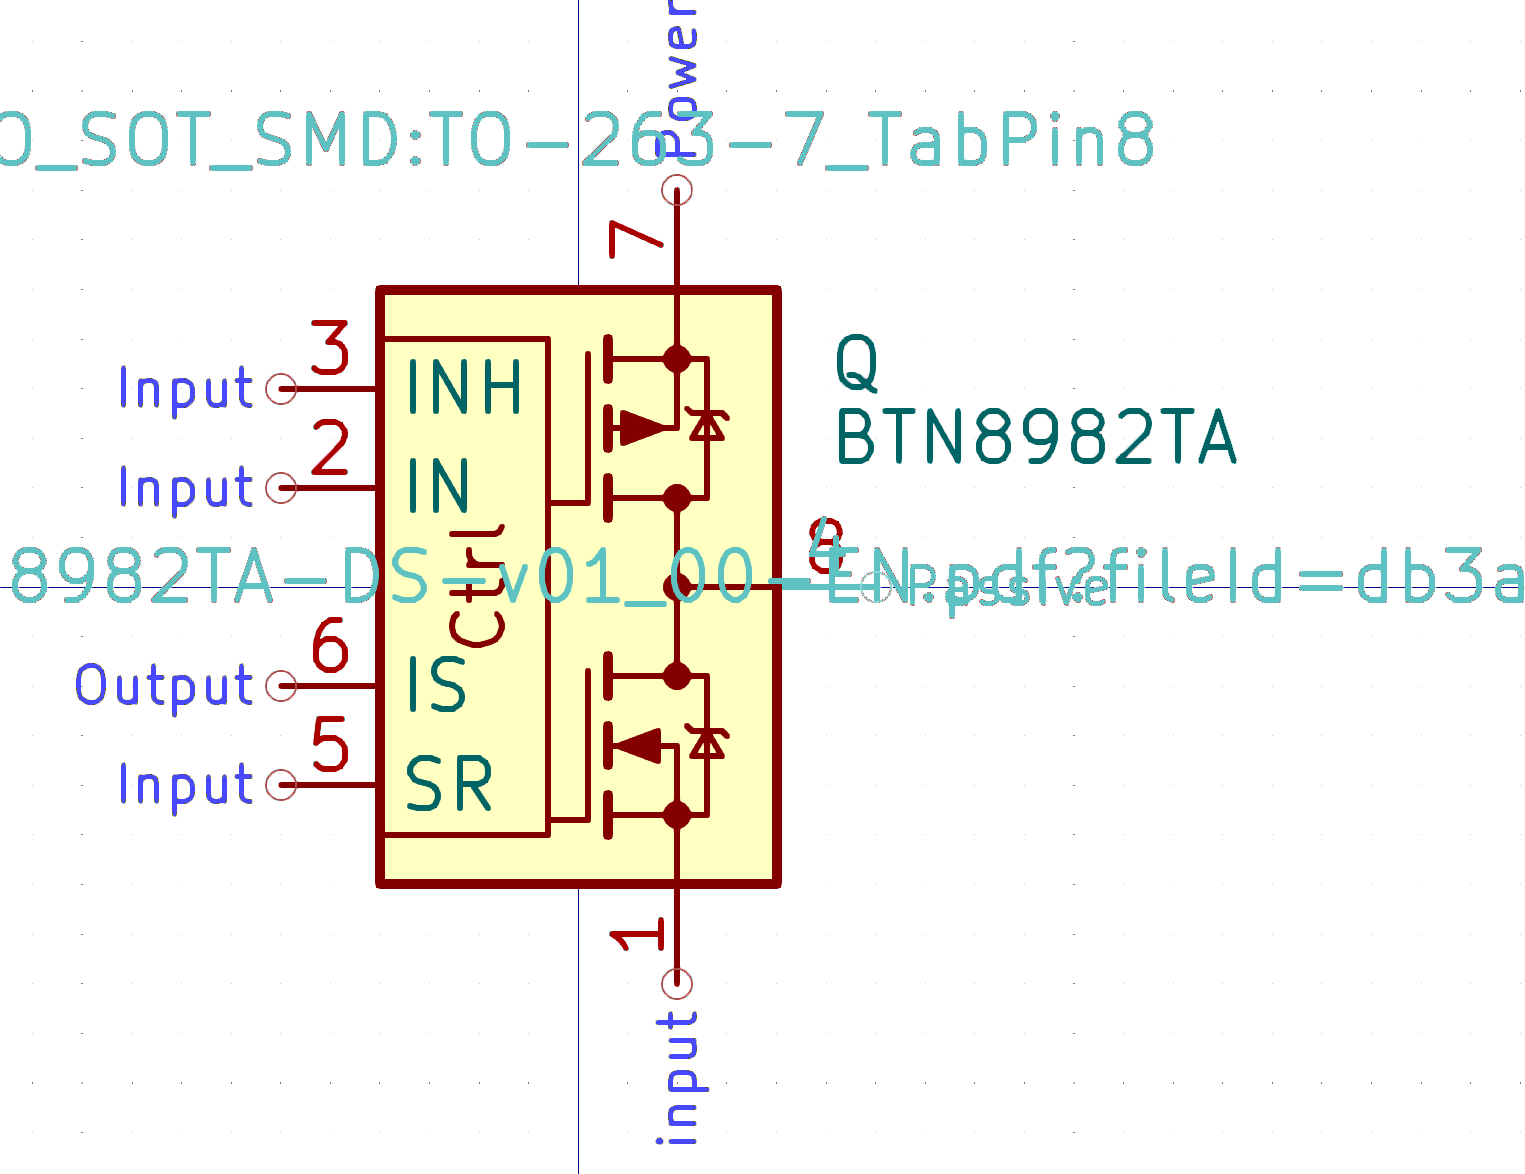 Power
O_SOT_SMD:TO-263-7_TabPin8
7
3
Input
INH
Q
BTN8982TA
2
Input
IN
Ctrl
8
4
8982TA-DS-v01_00-EN.pdf?fileId=db3a
Passive
6
Output
IS
5
Input
SR
1
input